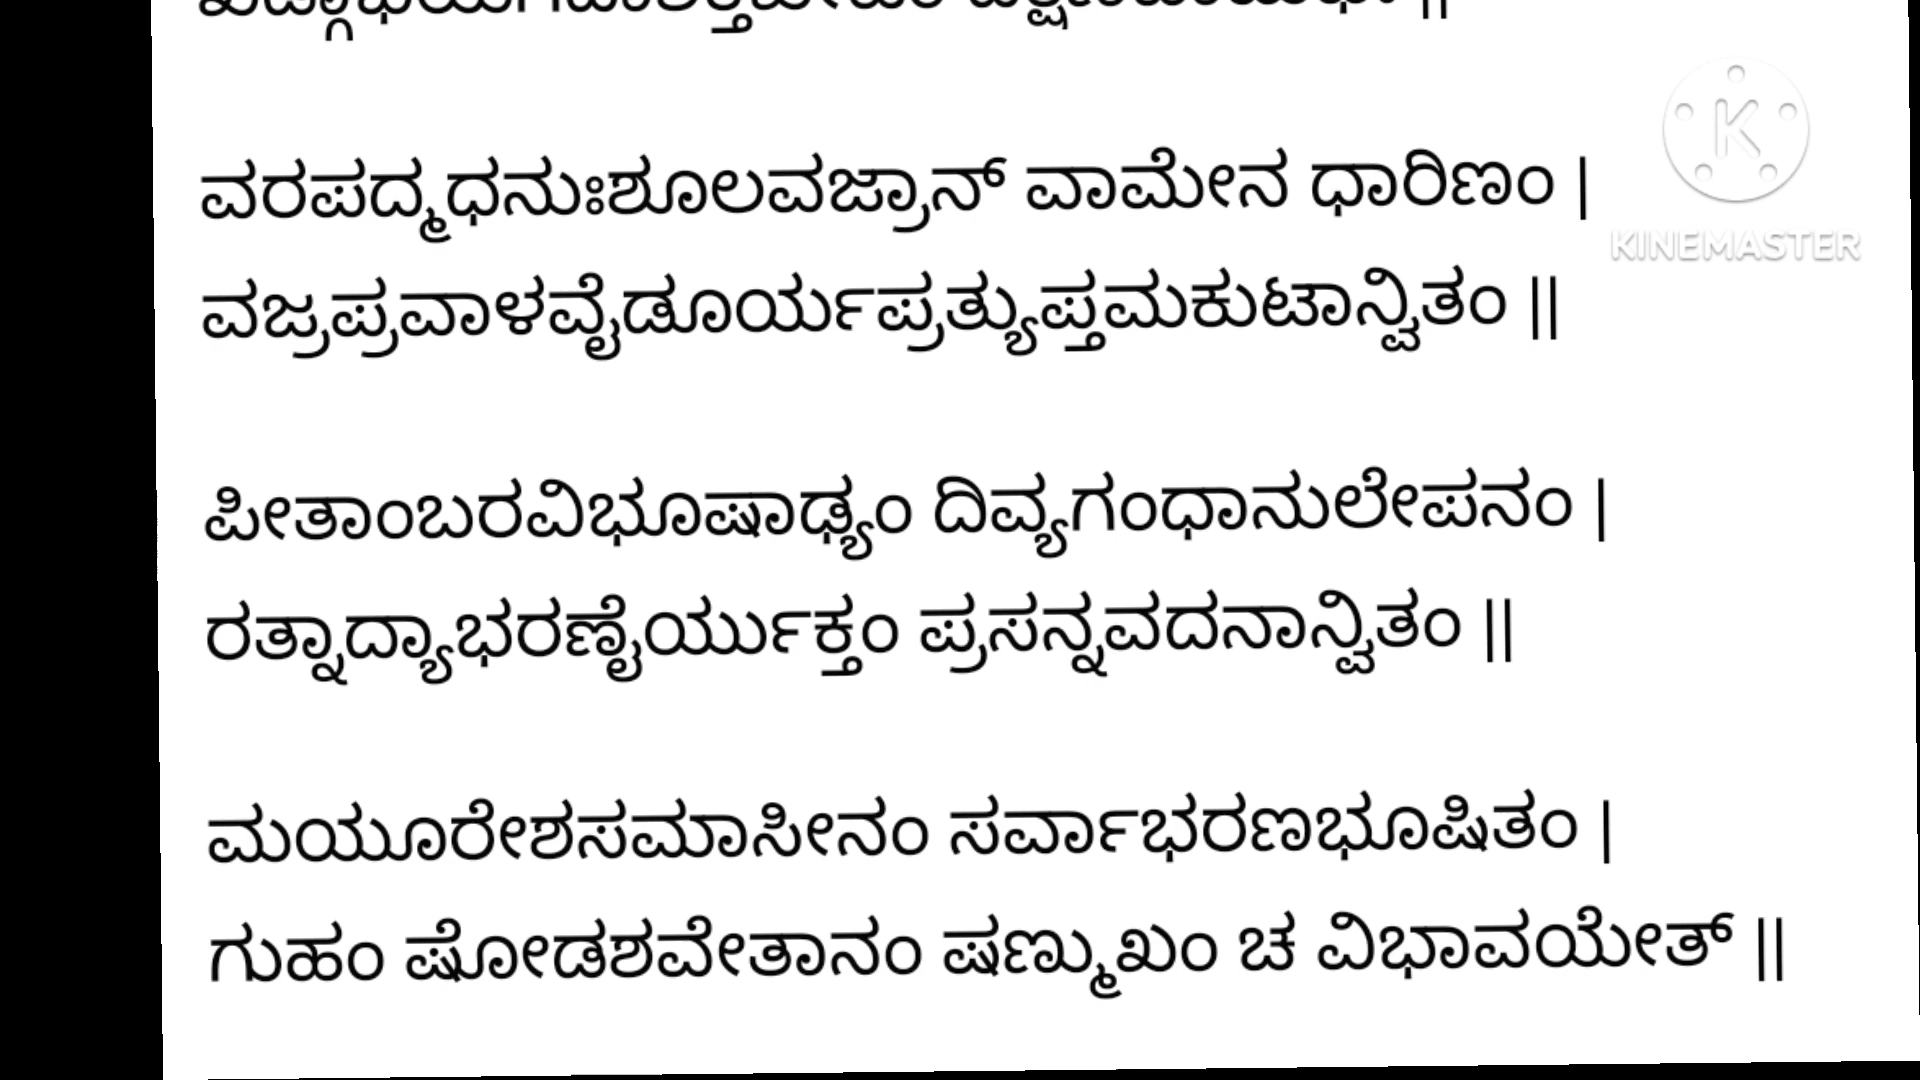 ವರಪದ್ಮಧನುಃಶೂಲವಜ್ರಾನ್ ವಾಮೇನ ಧಾರಿಣಂ |
ವಜ್ರಪ್ರವಾಳವೈಡೂರ್ಯಪ್ರತ್ಯುಪ್ತಮಕುಟಾನ್ವಿತಂ ||
ಪೀತಾಂಬರವಿಭೂಷಾಢ್ಯಂ ದಿವ್ಯಗಂಧಾನುಲೇಪನಂ |
ರತ್ನಾದ್ಯಾಭರಣೈರ್ಯುಕ್ತಂ ಪ್ರಸನ್ನವದನಾನ್ವಿತಂ ||
ಮಯೂರೇಶಸಮಾಸೀನಂ ಸರ್ವಾಭರಣಭೂಷಿತಂ |
ಗುಹಂ ಷೋಡಶವೇತಾನಂ ಷಣ್ಮುಖಂ ಚ ವಿಭಾವಯೇತ್ ||
KINEMASTER